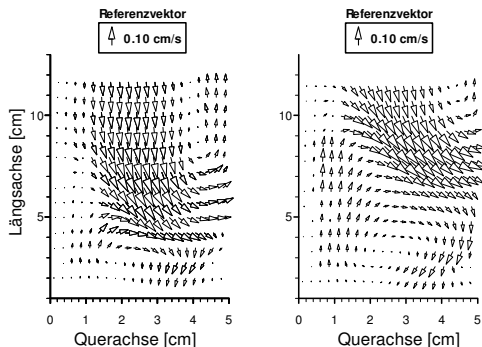 Referenzvektor
0.10 cm/s
Längsachse [cm]
10
5
0 1 2 3 4 5
Querachse [cm]
Referenzvektor
0.10 cm/s
10
5
0 1 2 3 4 5
Querachse [cm]